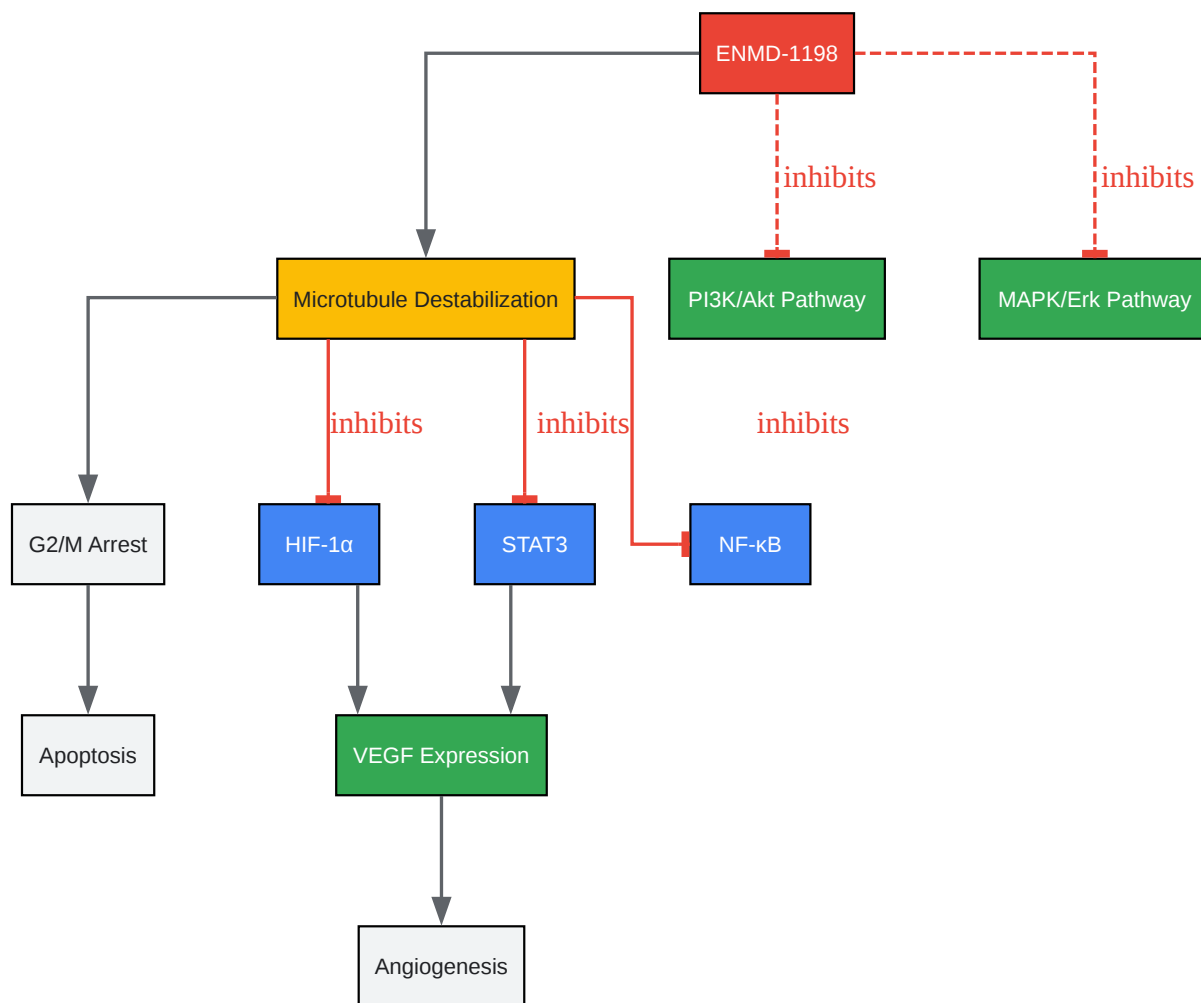 ENMD-1198
inhibits
inhibits
Microtubule Destabilization
PI3K/Akt Pathway
MAPK/Erk Pathway
inhibits
inhibits
inhibits
G2/M Arrest
HIF-1α
STAT3
NF-κB
Apoptosis
VEGF Expression
Angiogenesis